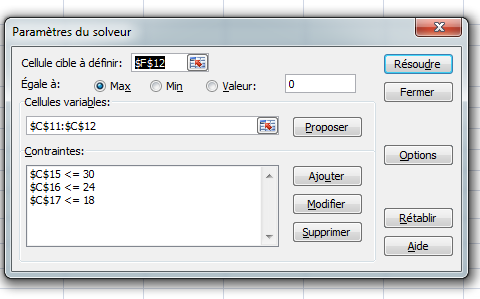 Paramètres du solveur
Cellule cible à définir: $F$12
Égale à: Max Min Valeur: 0
Cellules variables:
$C$11:$C$12
Proposer
Contraintes:
$C$15 <= 30
$C$16 <= 24
$C$17 <= 18
Ajouter
Modifier
Supprimer
Résoudre
Fermer
Options
Rétablir
Aide